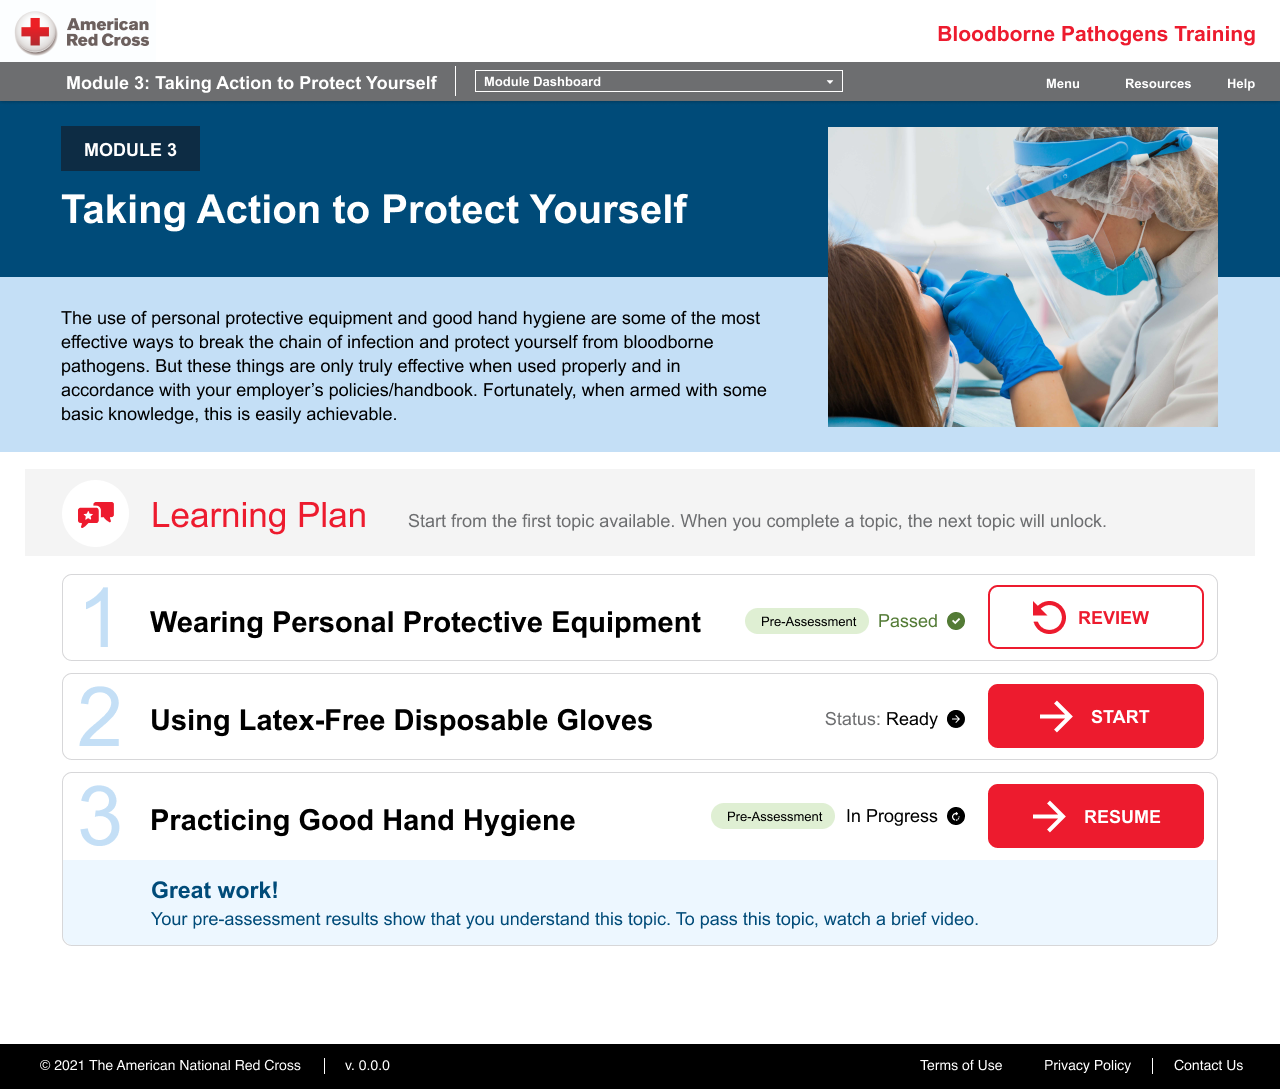 American
Red Cross
Bloodborne Pathogens Training
Module 3: Taking Action to Protect Yourself
Module Dashboard
Menu
Resources
Help
MODULE 3
Taking Action to Protect Yourself
The use of personal protective equipment and good hand hygiene are some of the most
effective ways to break the chain of infection and protect yourself from bloodborne
pathogens. But these things are only truly effective when used properly and in
accordance with your employer’s policies/handbook. Fortunately, when armed with some
basic knowledge, this is easily achievable.
Learning Plan
Start from the first topic available. When you complete a topic, the next topic will unlock.
1
Wearing Personal Protective Equipment
Pre-Assessment
Passed
REVIEW
2
Using Latex-Free Disposable Gloves
Status: Ready
START
3
Practicing Good Hand Hygiene
Pre-Assessment
In Progress
RESUME
Great work!
Your pre-assessment results show that you understand this topic. To pass this topic, watch a brief video.
© 2021 The American National Red Cross
v. 0.0.0
Terms of Use
Privacy Policy
Contact Us